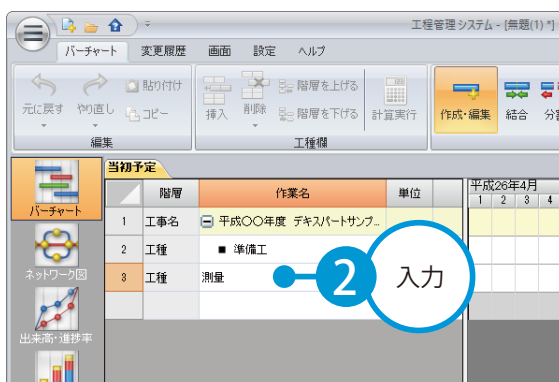 工程管理システム - (無題(1) *)
バーチャート 変更履歴 画面 設定 ヘルプ
元に戻す やり直し 貼り付け コピー 挿入 削除 階層を上げる 階層を下げる 計算実行 作成・編集 結合 分
編集 工種欄
当初予定
階層 作業名 単位 平成26年4月
1 2 3 4
1 工事名 平成〇〇年度 デキスパートサンプ...
2 工種 ■ 準備工
3 工種 測量
2 入力
バーチャート
ネットワーク図
出来高・進捗率